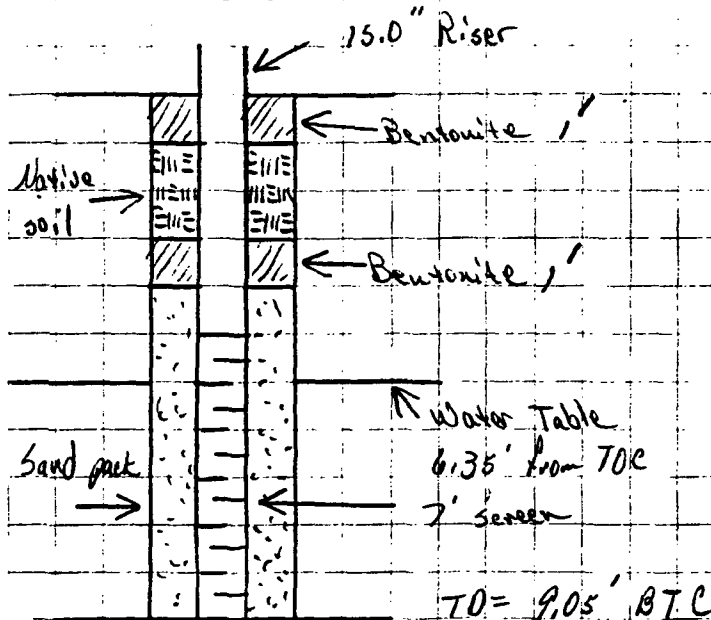 15.0" Riser
Bentonite 1'
Native
soil
Bentonite 1'
Water Table
6.35' from TOC
Sand pack
7' screen
TD= 9.05' BTC